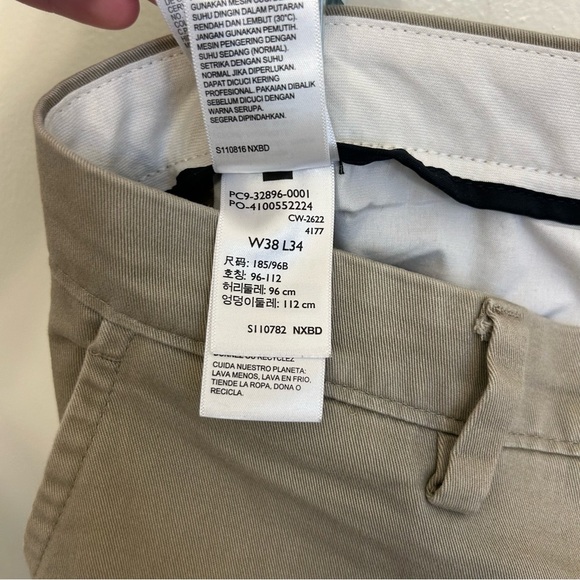 GUNAKAN MESIN CUCI
SUHU DINGIN DALAM PUTARAN
RENDAH DAN LEMBUT (30°C).
JANGAN GUNAKAN PEMUTIH.
MESIN PENGERING DENGAN
SUHU SEDANG (NORMAL).
SETRIKA DENGAN SUHU
NORMAL JIKA DIPERLUKAN.
DAPAT DICUCI KERING
PROFESIONAL. PAKAIAN DIBALIK
SEBELUM DICUCI DENGAN
WARNA SERUPA.
SEGERA DIPINDAHKAN.
S110816 NXBD
PC9-32896-0001
PO-4100552224
CW-2622
4177
W38 L34
尺码: 185/96B
호칭: 96-112
허리둘레: 96 cm
엉덩이둘레: 112 cm
S110782 NXBD
CUIDA NUESTRO PLANETA:
LAVA MENOS, LAVA EN FRIO,
TIENDE LA ROPA, DONA O
RECICLA.